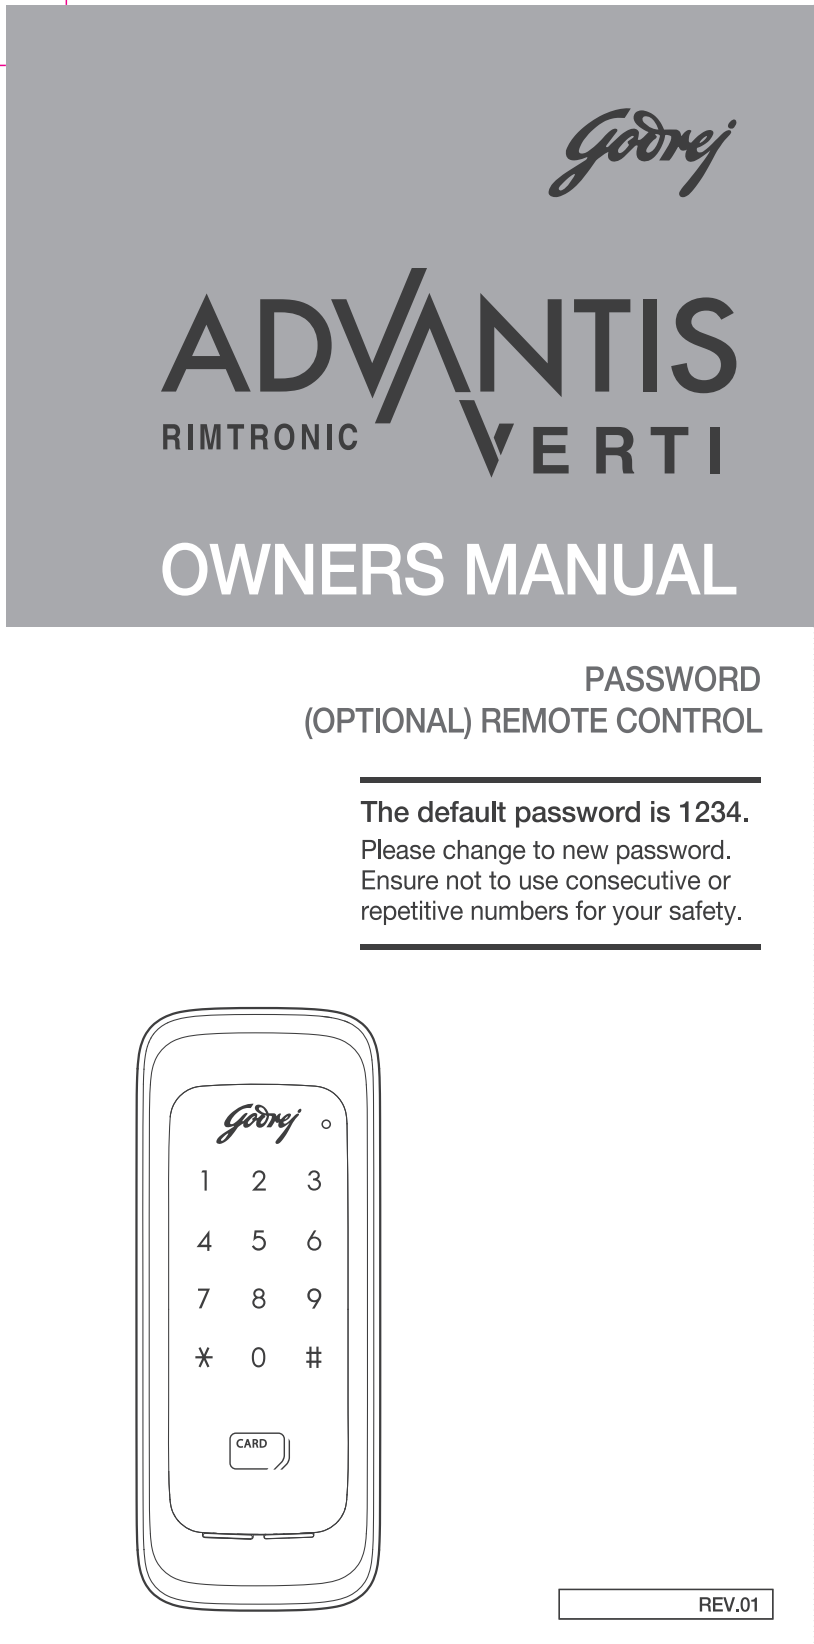 Godrej
ADVANTIS
RIMTRONIC
VERTI
OWNERS MANUAL
PASSWORD
(OPTIONAL) REMOTE CONTROL
The default password is 1234.
Please change to new password.
Ensure not to use consecutive or
repetitive numbers for your safety.
Godrej
1 2 3
4 5 6
7 8 9
* 0 #
CARD
REV.01